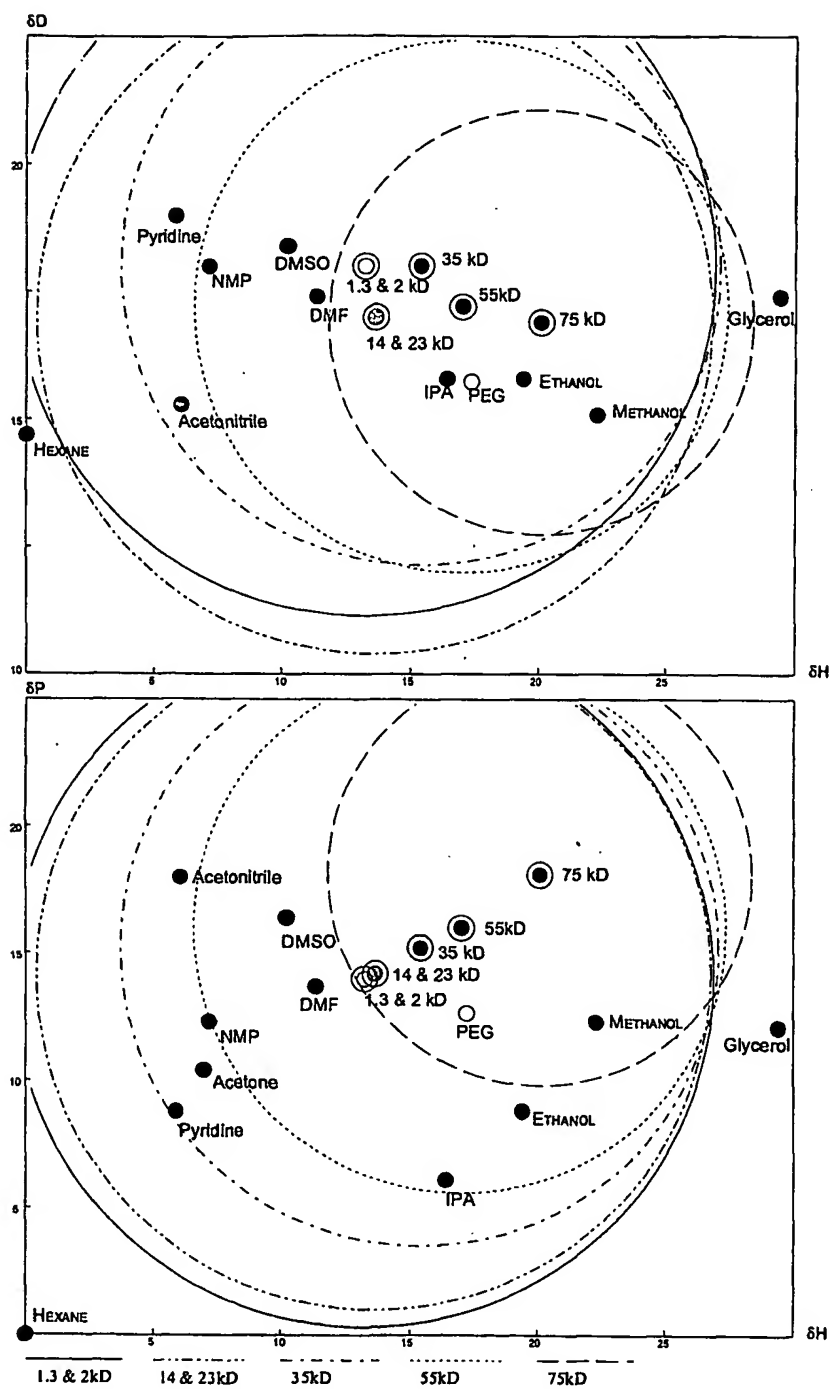 δD
20
Pyridine
DMSO
35 kD
NMP
1.3 & 2 kD
55kD
DMF
75 kD
Glycerol
14 & 23 kD
IPA
PEG
ETHANOL
METHANOL
15
Acetonitrile
HEXANE
10
5
10
15
20
25
δH
δP
20
Acetonitrile
75 kD
DMSO
55kD
15
35 kD
14 & 23 kD
DMF
1.3 & 2 kD
NMP
PEG
METHANOL
Glycerol
Acetone
10
Pyridine
ETHANOL
IPA
5
HEXANE
5
10
15
20
25
δH
1.3 & 2kD
14 & 23kD
35kD
55kD
75kD